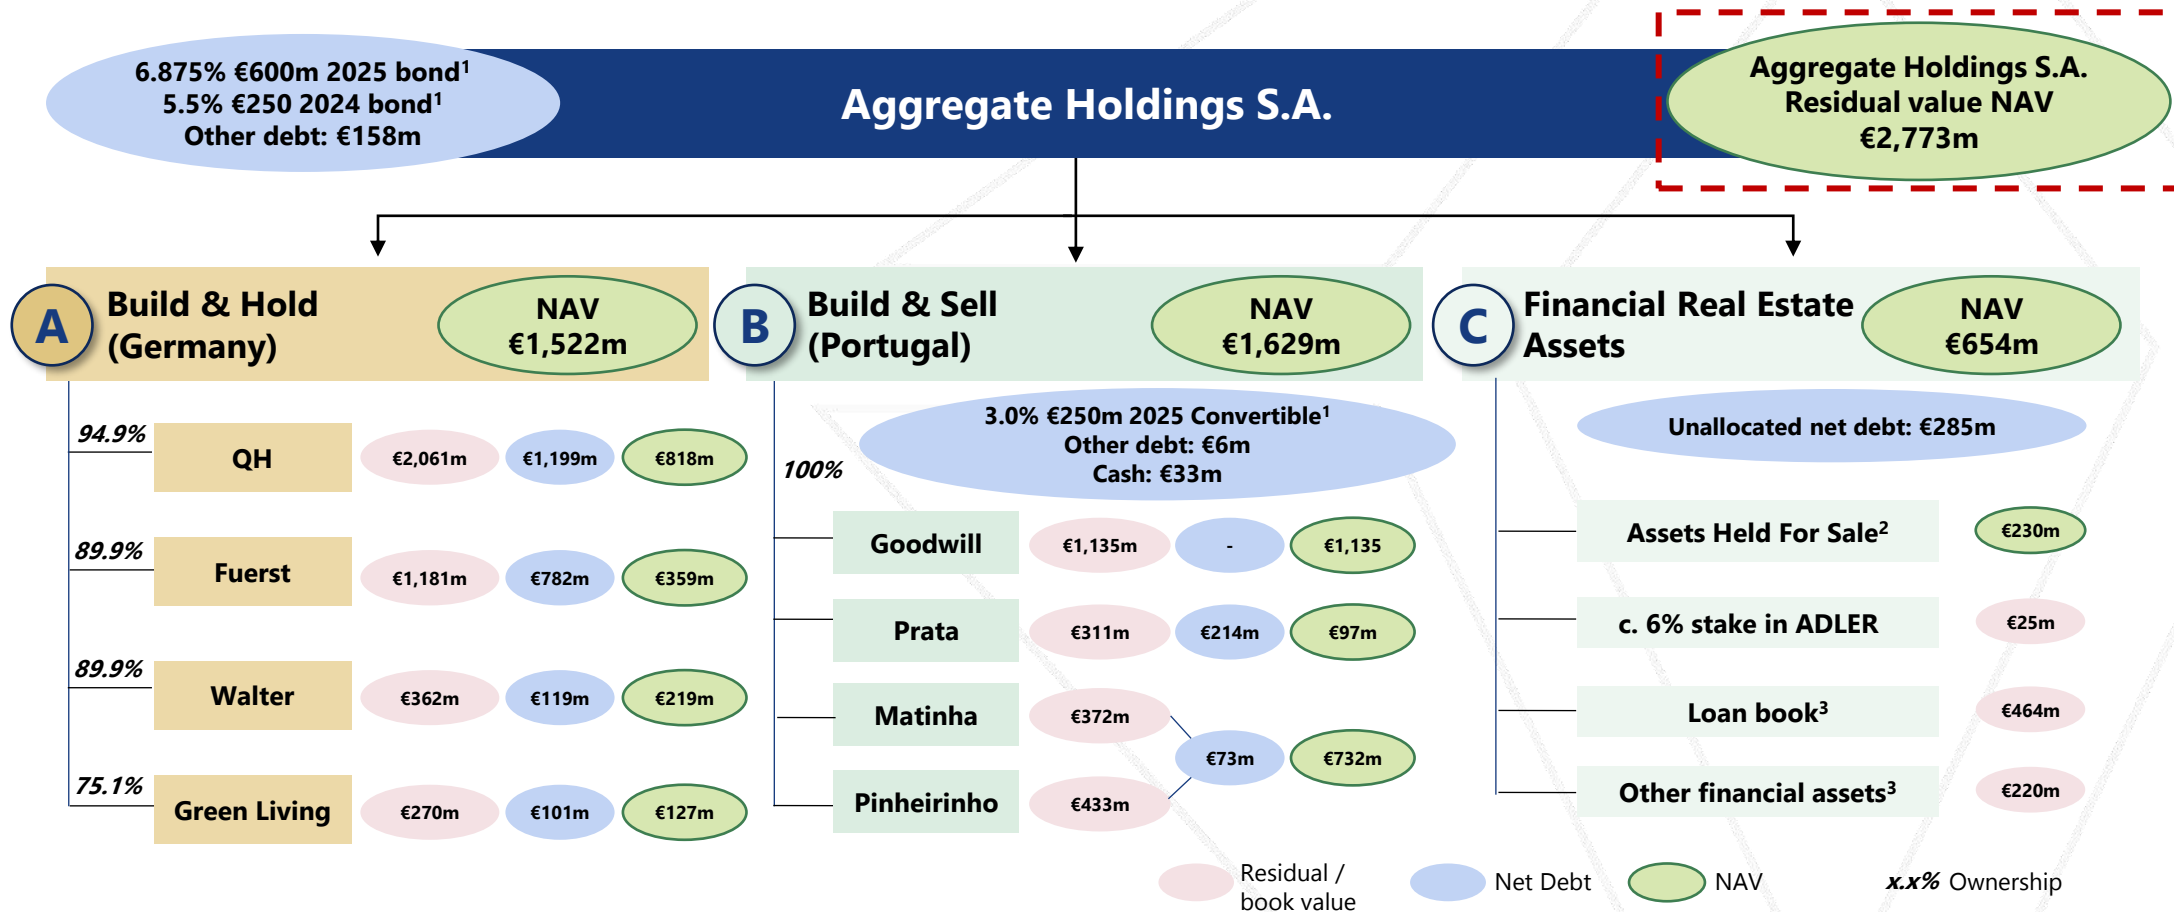 6.875% €600m 2025 bond¹
5.5% €250 2024 bond¹
Other debt: €158m
Aggregate Holdings S.A.
Aggregate Holdings S.A.
Residual value NAV
€2,773m
A
Build & Hold
(Germany)
NAV
€1,522m
94.9%
QH
€2,061m
€1,199m
€818m
89.9%
Fuerst
€1,181m
€782m
€359m
89.9%
Walter
€362m
€119m
€219m
75.1%
Green Living
€270m
€101m
€127m
B
Build & Sell
(Portugal)
NAV
€1,629m
3.0% €250m 2025 Convertible¹
Other debt: €6m
Cash: €33m
100%
Goodwill
€1,135m
-
€1,135
Prata
€311m
€214m
€97m
Matinha
€372m
€73m
€732m
Pinheirinho
€433m
C
Financial Real Estate
Assets
NAV
€654m
Unallocated net debt: €285m
Assets Held For Sale²
€230m
c. 6% stake in ADLER
€25m
Loan book³
€464m
Other financial assets³
€220m
Residual /
book value
Net Debt
NAV
x.x% Ownership